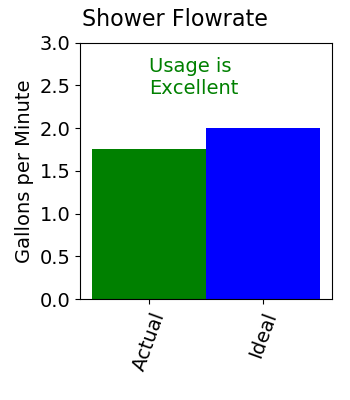 Shower Flowrate
3.0
Usage is
Excellent
2.5
2.0
1.5
1.0
0.5
0.0
Gallons per Minute
Actual
Ideal